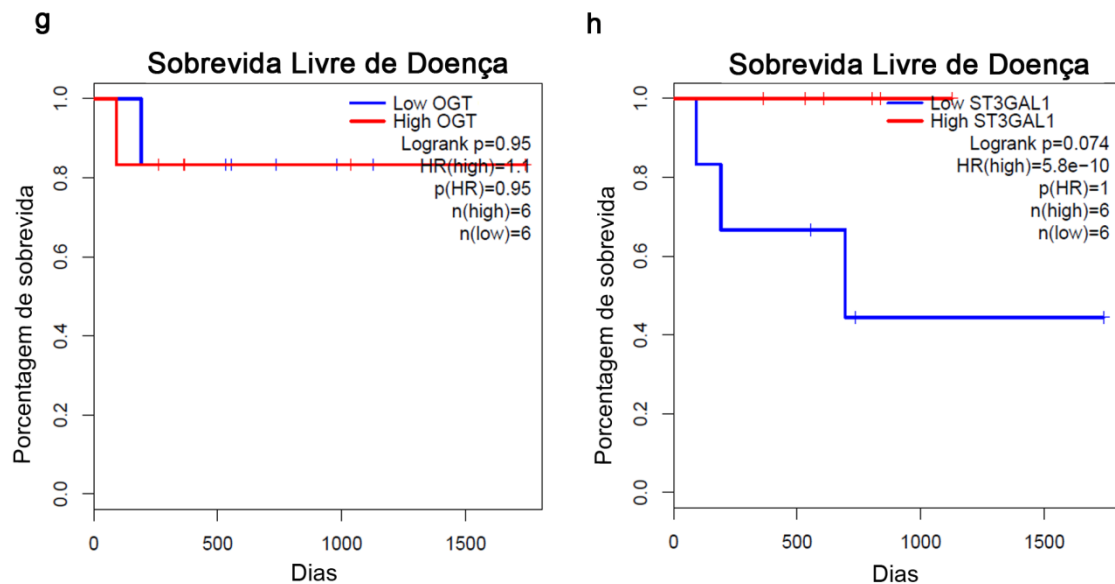 g
Sobrevida Livre de Doença
Low OGT
High OGT
Logrank p=0.95
HR(high)=1.1
p(HR)=0.95
n(high)=6
n(low)=6
Porcentagem de sobrevida
1.0
0.8
0.6
0.4
0.2
0.0
0 500 1000 1500
Dias
h
Sobrevida Livre de Doença
Low ST3GAL1
High ST3GAL1
Logrank p=0.074
HR(high)=5.8e−10
p(HR)=1
n(high)=6
n(low)=6
Porcentagem de sobrevida
1.0
0.8
0.6
0.4
0.2
0.0
0 500 1000 1500
Dias